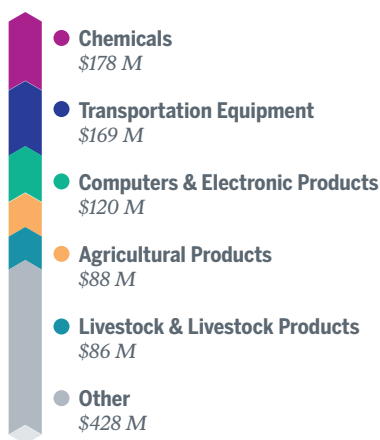 Chemicals
$178 M
Transportation Equipment
$169 M
Computers & Electronic Products
$120 M
Agricultural Products
$88 M
Livestock & Livestock Products
$86 M
Other
$428 M